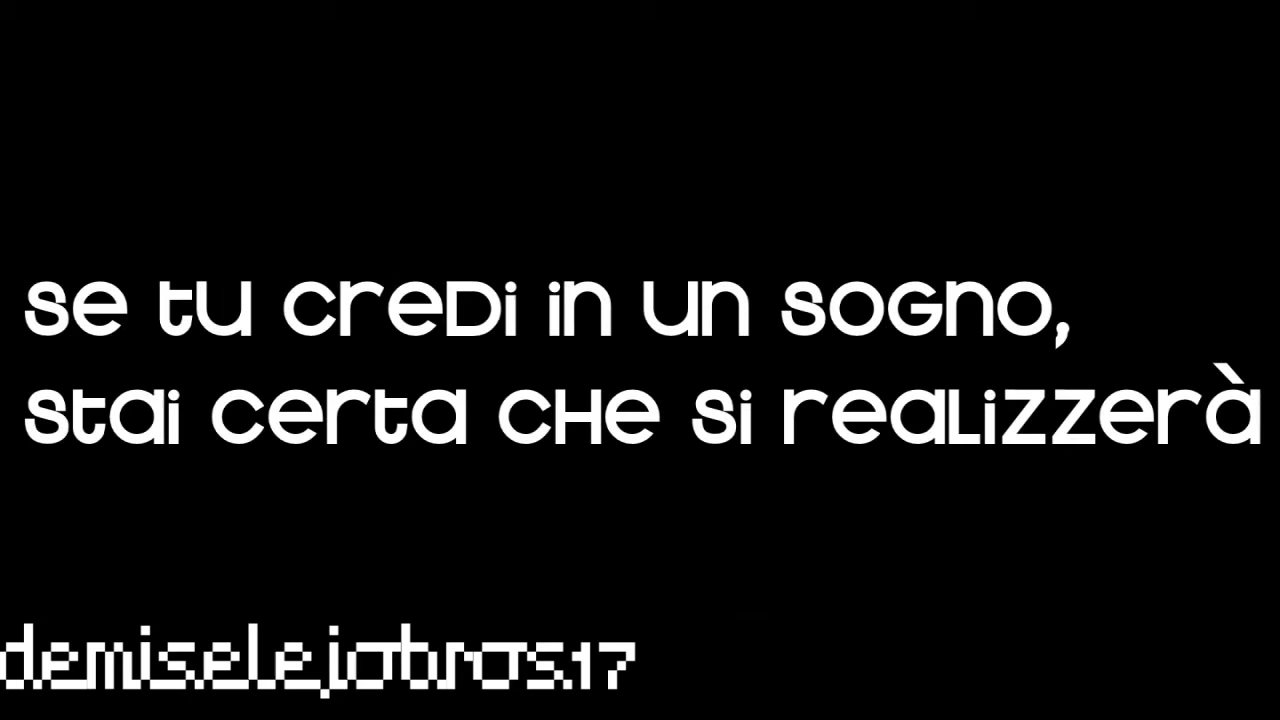 se tu credi in un sogno,
stai certa che si realizzerà
demiselejobros17